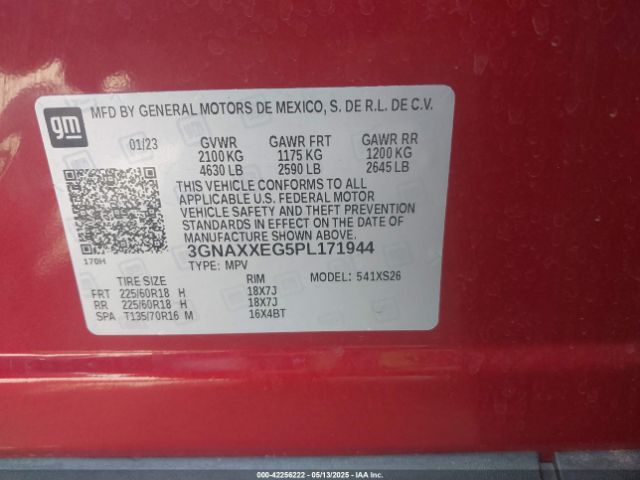 gm
MFD BY GENERAL MOTORS DE MEXICO, S. DE R.L. DE C.V.
01/23 GVWR GAWR FRT GAWR RR
2100 KG 1175 KG 1200 KG
4630 LB 2590 LB 2645 LB
THIS VEHICLE CONFORMS TO ALL
APPLICABLE U.S. FEDERAL MOTOR
VEHICLE SAFETY AND THEFT PREVENTION
STANDARDS IN EFFECT ON THE DATE OF
MANUFACTURE SHOWN ABOVE.
170H
3GNAXXEG5PL171944
TYPE: MPV MODEL: 541XS26
TIRE SIZE RIM
FRT 225/60R18 H 18X7J
RR 225/60R18 H 18X7J
SPA T135/70R16 M 16X4BT
000-42256222 - 05/13/2025 - IAA Inc.